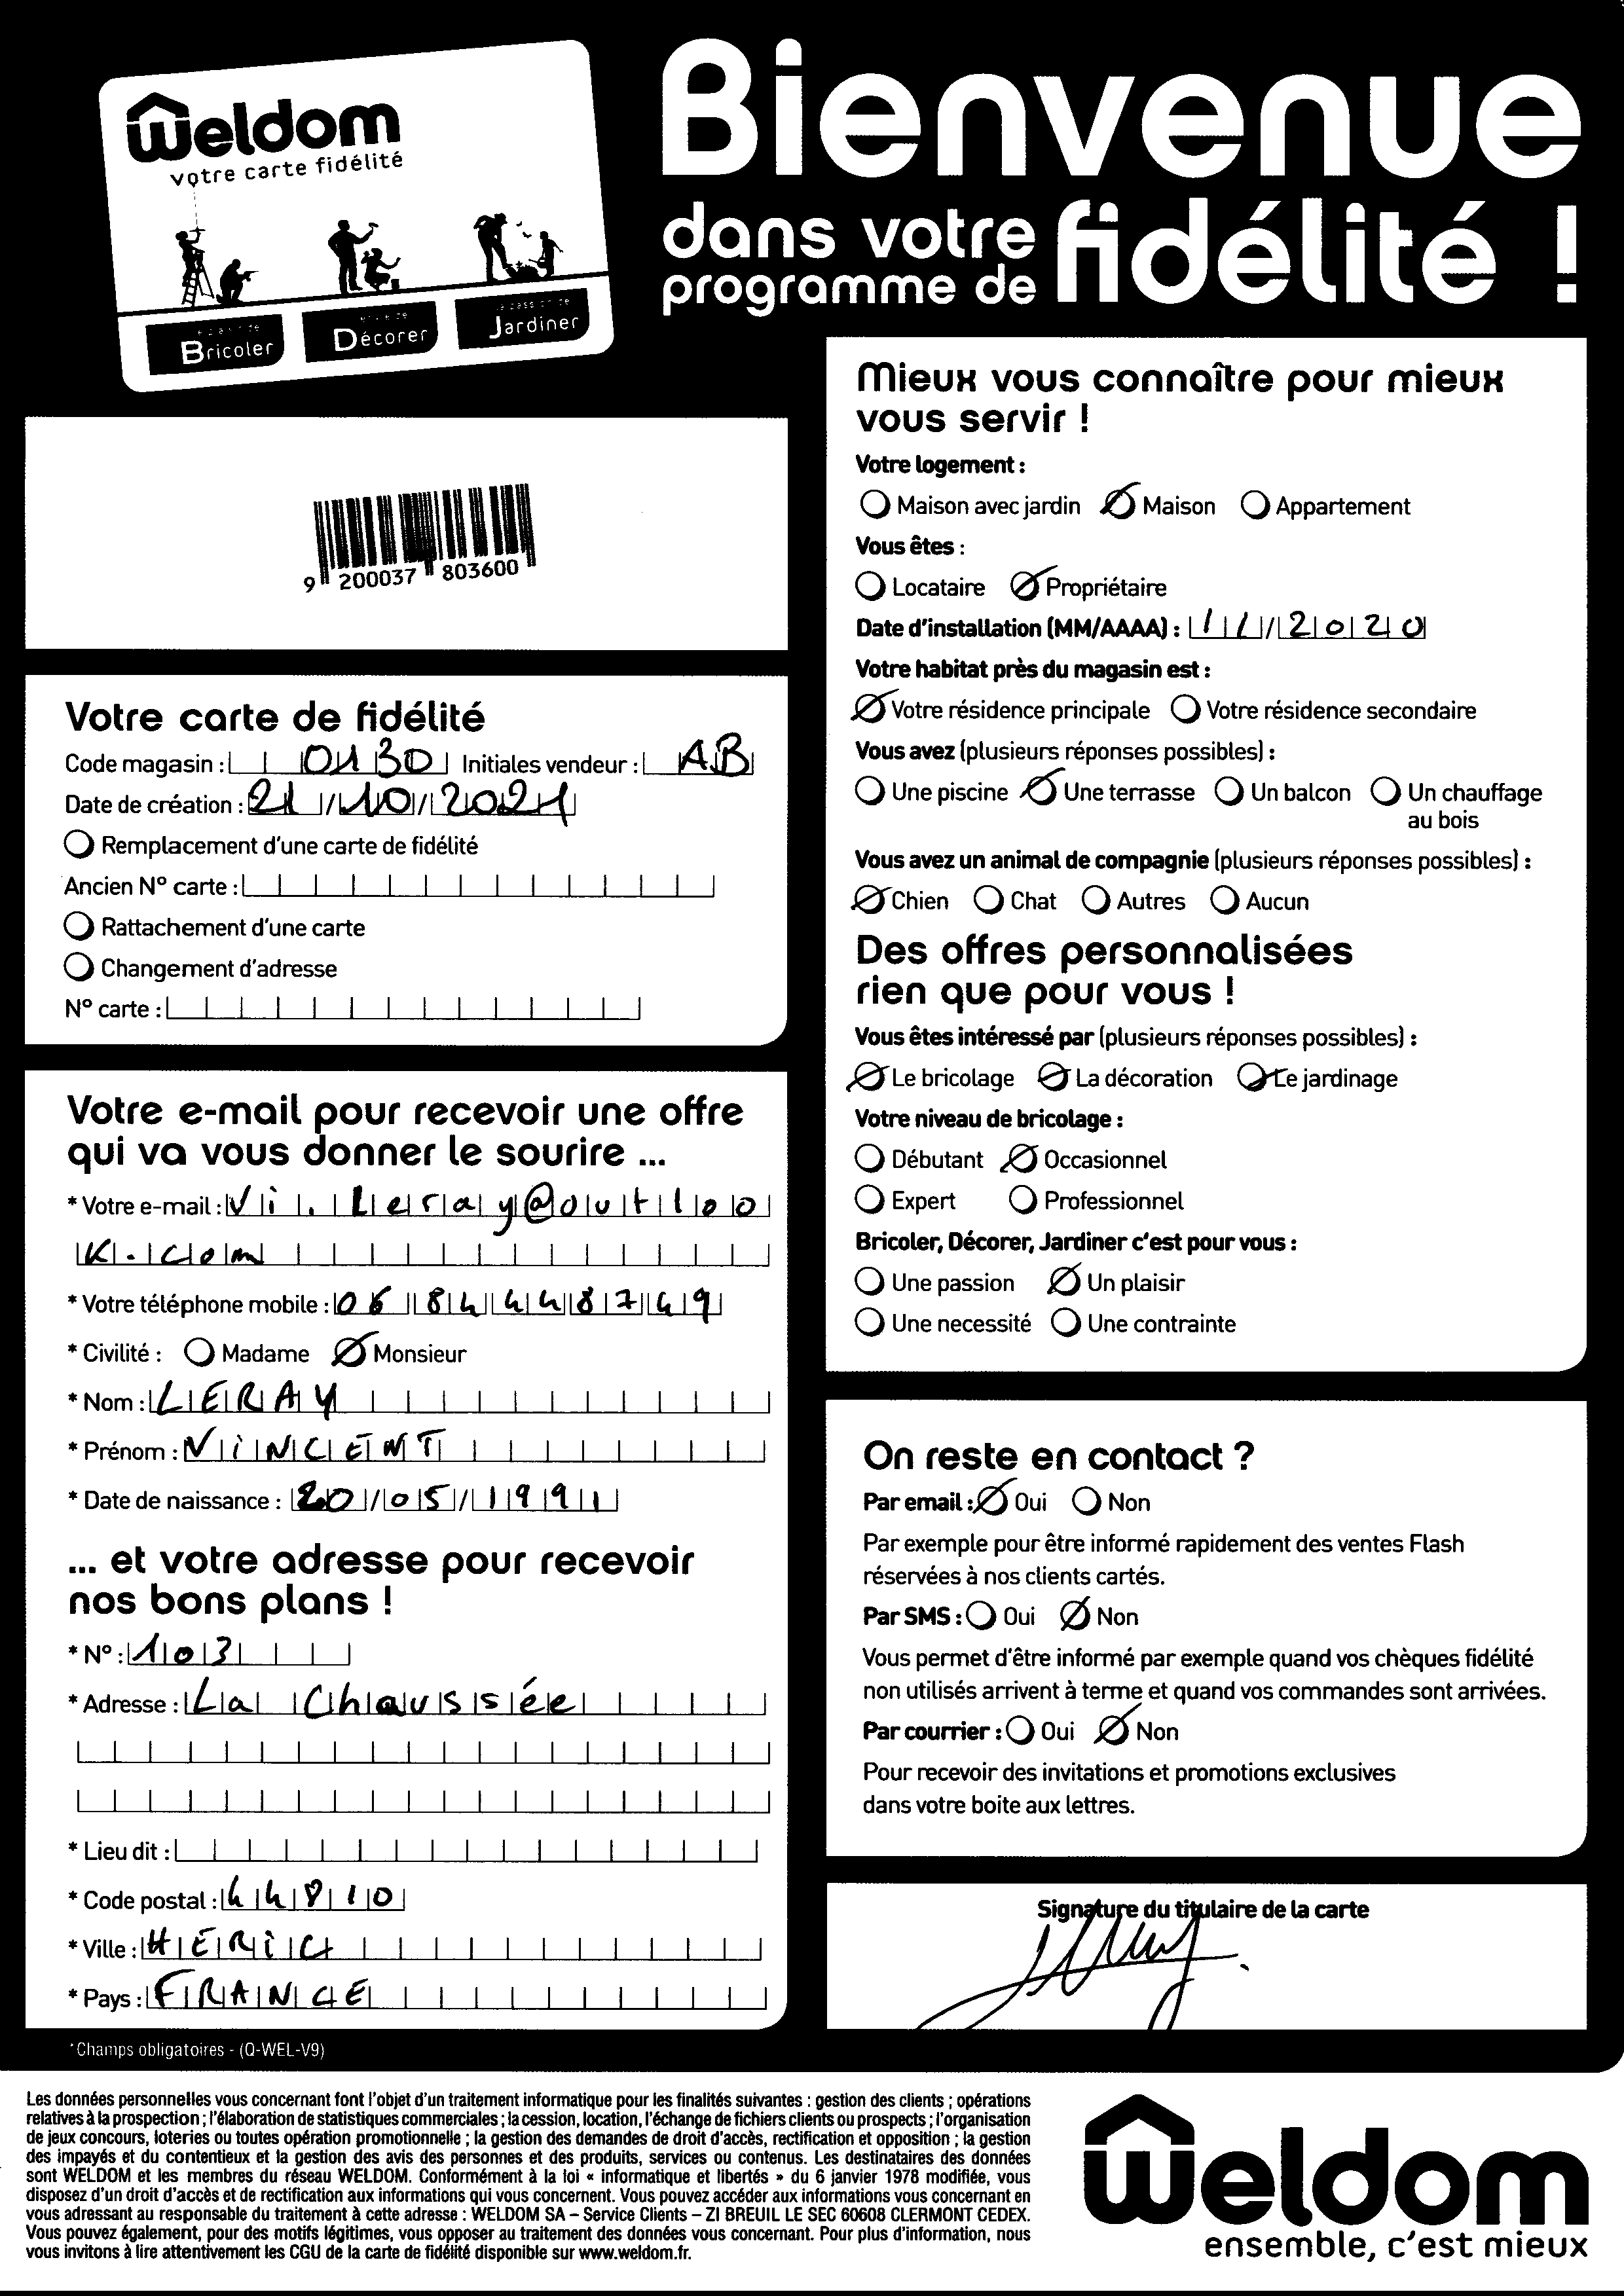 Weldom
votre carte fidélité
Bricoler
Décorer
Jardiner
Bienvenue
dans votre
programme de fidélité !
9 200037 803600
Votre carte de fidélité
Code magasin : 0130 Initiales vendeur : AB
Date de création : 21/10/2021
Remplacement d'une carte de fidélité
Ancien N° carte :
Rattachement d'une carte
Changement d'adresse
N° carte :
Votre e-mail pour recevoir une offre
qui va vous donner le sourire ...
* Votre e-mail : Vi.Leray@outloo
k.com
* Votre téléphone mobile : 06 84 44 87 49
* Civilité : Madame Monsieur
* Nom : LERAY
* Prénom : ViNCENT
* Date de naissance : 20/05/1991
... et votre adresse pour recevoir
nos bons plans !
* N° : 103
* Adresse : La Chaussée
* Lieu dit :
* Code postal : 44810
* Ville : HÉRiC
* Pays : FRANCE
*Champs obligatoires - (Q-WEL-V9)
Mieux vous connaître pour mieux
vous servir !
Votre logement :
Maison avec jardin Maison Appartement
Vous êtes :
Locataire Propriétaire
Date d'installation (MM/AAAA) : 11/2020
Votre habitat près du magasin est :
Votre résidence principale Votre résidence secondaire
Vous avez (plusieurs réponses possibles) :
Une piscine Une terrasse Un balcon Un chauffage
au bois
Vous avez un animal de compagnie (plusieurs réponses possibles) :
Chien Chat Autres Aucun
Des offres personnalisées
rien que pour vous !
Vous êtes intéressé par (plusieurs réponses possibles) :
Le bricolage La décoration Le jardinage
Votre niveau de bricolage :
Débutant Occasionnel
Expert Professionnel
Bricoler, Décorer, Jardiner c'est pour vous :
Une passion Un plaisir
Une necessité Une contrainte
On reste en contact ?
Par email : Oui Non
Par exemple pour être informé rapidement des ventes Flash
réservées à nos clients cartés.
Par SMS : Oui Non
Vous permet d'être informé par exemple quand vos chèques fidélité
non utilisés arrivent à terme et quand vos commandes sont arrivées.
Par courrier : Oui Non
Pour recevoir des invitations et promotions exclusives
dans votre boite aux lettres.
Signature du titulaire de la carte
Les données personnelles vous concernant font l'objet d'un traitement informatique pour les finalités suivantes : gestion des clients ; opérations
relatives à la prospection ; l'élaboration de statistiques commerciales ; la cession, location, l'échange de fichiers clients ou prospects ; l'organisation
de jeux concours, loteries ou toutes opération promotionnelle ; la gestion des demandes de droit d'accès, rectification et opposition ; la gestion
des impayés et du contentieux et la gestion des avis des personnes et des produits, services ou contenus. Les destinataires des données
sont WELDOM et les membres du réseau WELDOM. Conformément à la loi « informatique et libertés » du 6 janvier 1978 modifiée, vous
disposez d'un droit d'accès et de rectification aux informations qui vous concernent. Vous pouvez accéder aux informations vous concernant en
vous adressant au responsable du traitement à cette adresse : WELDOM SA – Service Clients – ZI BREUIL LE SEC 60608 CLERMONT CEDEX.
Vous pouvez également, pour des motifs légitimes, vous opposer au traitement des données vous concernant. Pour plus d'information, nous
vous invitons à lire attentivement les CGU de la carte de fidélité disponible sur www.weldom.fr.
Weldom
ensemble, c'est mieux